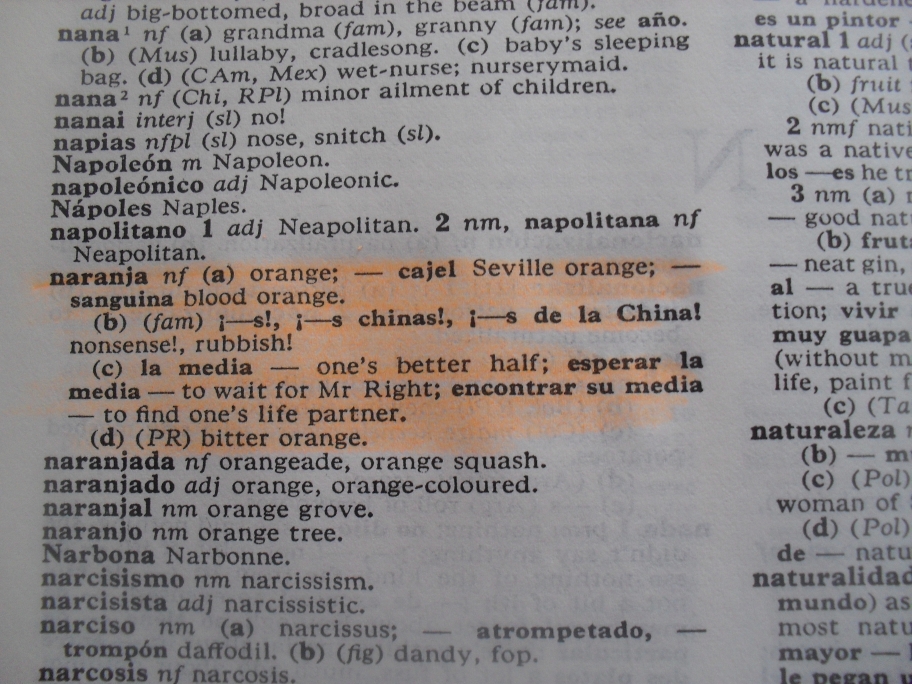 adj big-bottomed, broad in the beam (fam).
nana¹ nf (a) grandma (fam), granny (fam); see año.
(b) (Mus) lullaby, cradlesong. (c) baby's sleeping
bag. (d) (CAm, Mex) wet-nurse; nurserymaid.
nana² nf (Chi, RPl) minor ailment of children.
nanai interj (sl) no!
napias nfpl (sl) nose, snitch (sl).
Napoleón m Napoleon.
napoleónico adj Napoleonic.
Nápoles Naples.
napolitano 1 adj Neapolitan. 2 nm, napolitana nf
Neapolitan.
naranja nf (a) orange; — cajel Seville orange; —
sanguina blood orange.
(b) (fam) ¡—s!, ¡—s chinas!, ¡—s de la China!
nonsense!, rubbish!
(c) la media — one's better half; esperar la
media — to wait for Mr Right; encontrar su media
— to find one's life partner.
(d) (PR) bitter orange.
naranjada nf orangeade, orange squash.
naranjado adj orange, orange-coloured.
naranjal nm orange grove.
naranjo nm orange tree.
Narbona Narbonne.
narcisismo nm narcissism.
narcisista adj narcissistic.
narciso nm (a) narcissus; — atrompetado, —
trompón daffodil. (b) (fig) dandy, fop.
narcosis nf narcosis.
es un pintor
natural 1 adj (
it is natural
(b) fruit
(c) (Mus
2 nmf nati
was a native
los —es he tr
3 nm (a)
— good nat
(b) fruta
— neat gin,
al — a true
tion; vivir
muy guapa
(without m
life, paint f
(c) (Ta
naturaleza
(b) — m
(c) (Pol)
woman of
(d) (Pol)
de — natu
naturalidad
mundo) as
most natu
mayor —
le pegan u